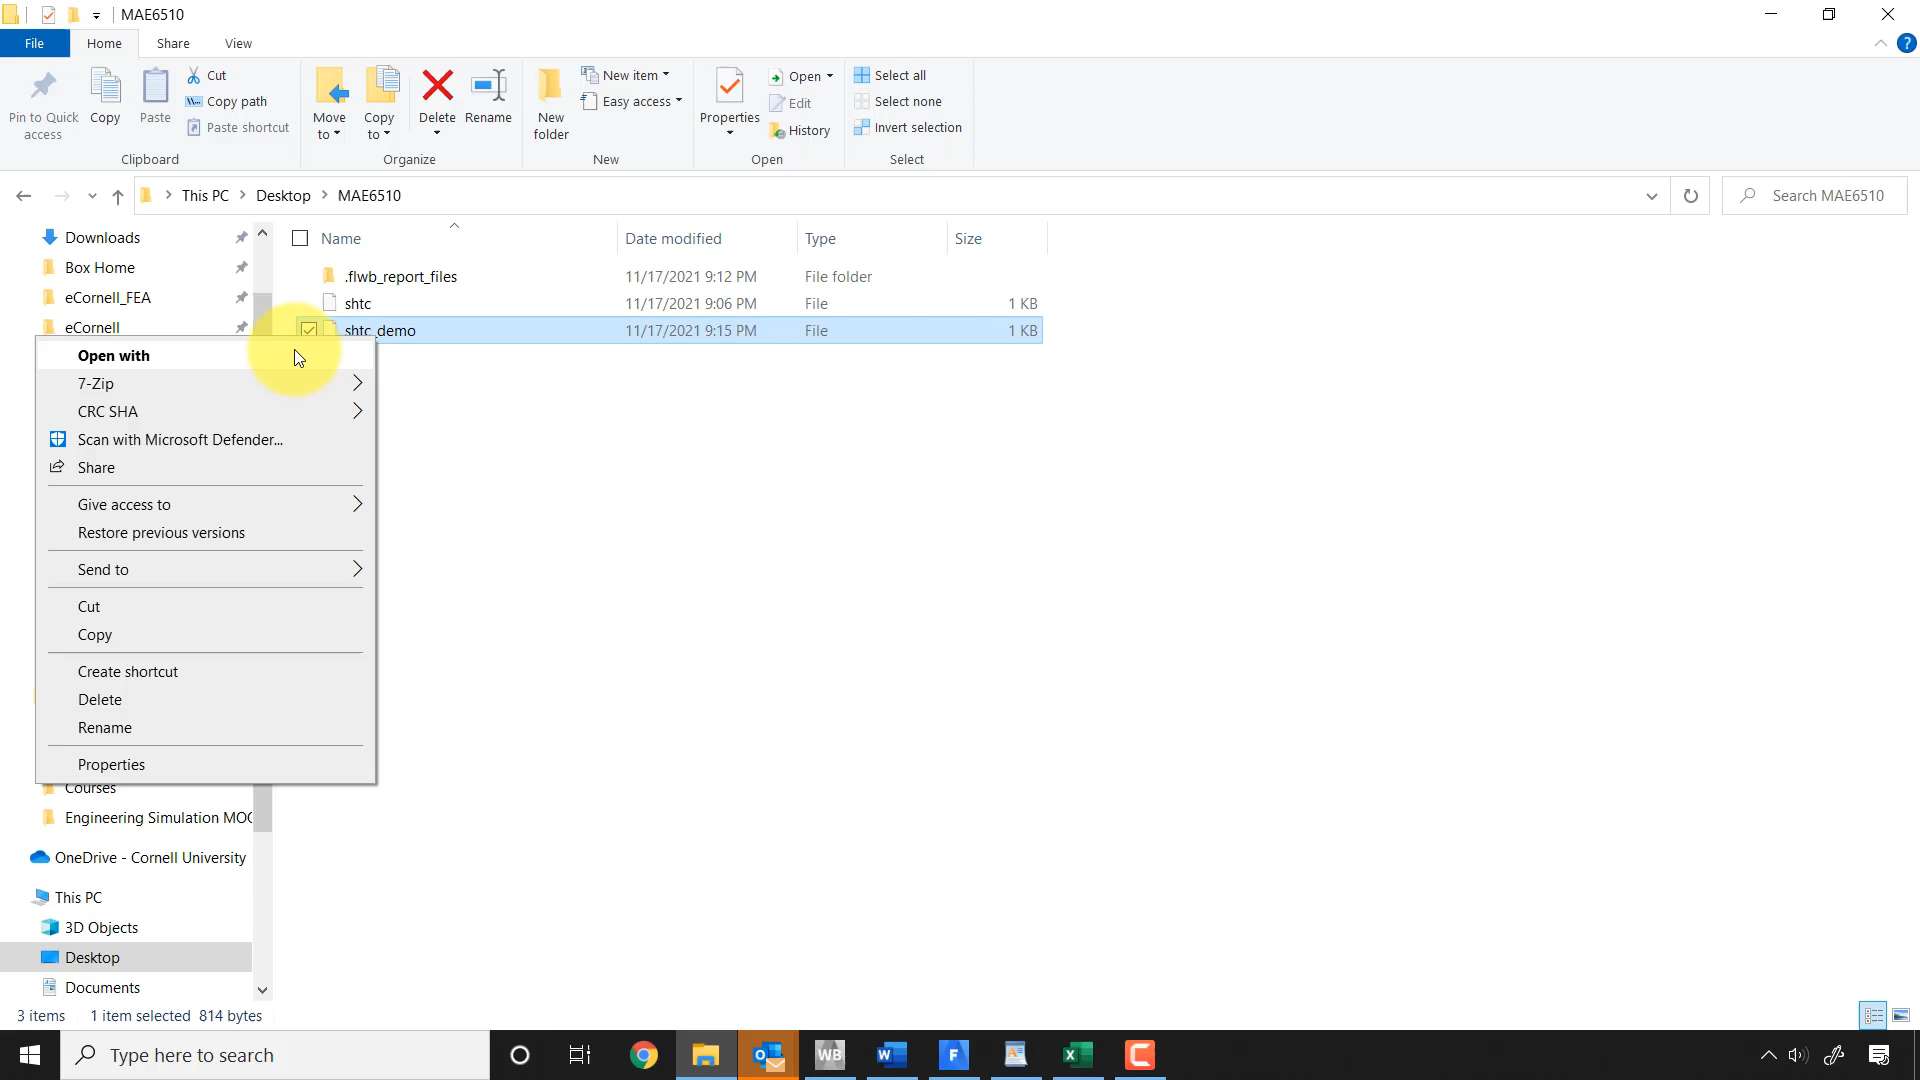 MAE6510
File Home Share View ?
Cut New item Open Select all
Copy path Easy access Edit Select none
Pin to Quick access Copy Paste Paste shortcut Move to Copy to Delete Rename New folder Properties History Invert selection
Clipboard Organize New Open Select
This PC Desktop MAE6510 Search MAE6510
Downloads Name Date modified Type Size
Box Home .flwb_report_files 11/17/2021 9:12 PM File folder
eCornell_FEA shtc 11/17/2021 9:06 PM File 1 KB
eCornell shtc_demo 11/17/2021 9:15 PM File 1 KB
Open with
7-Zip
CRC SHA
Scan with Microsoft Defender...
Share
Give access to
Restore previous versions
Send to
Cut
Copy
Create shortcut
Delete
Rename
Properties
Courses
Engineering Simulation MOO
OneDrive - Cornell University
This PC
3D Objects
Desktop
Documents
3 items 1 item selected 814 bytes
Type here to search WB W F X